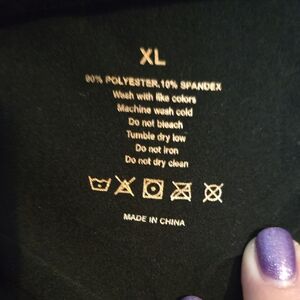 XL
90% POLYESTER,10% SPANDEX
Wash with like colors
Machine wash cold
Do not bleach
Tumble dry low
Do not iron
Do not dry clean
MADE IN CHINA